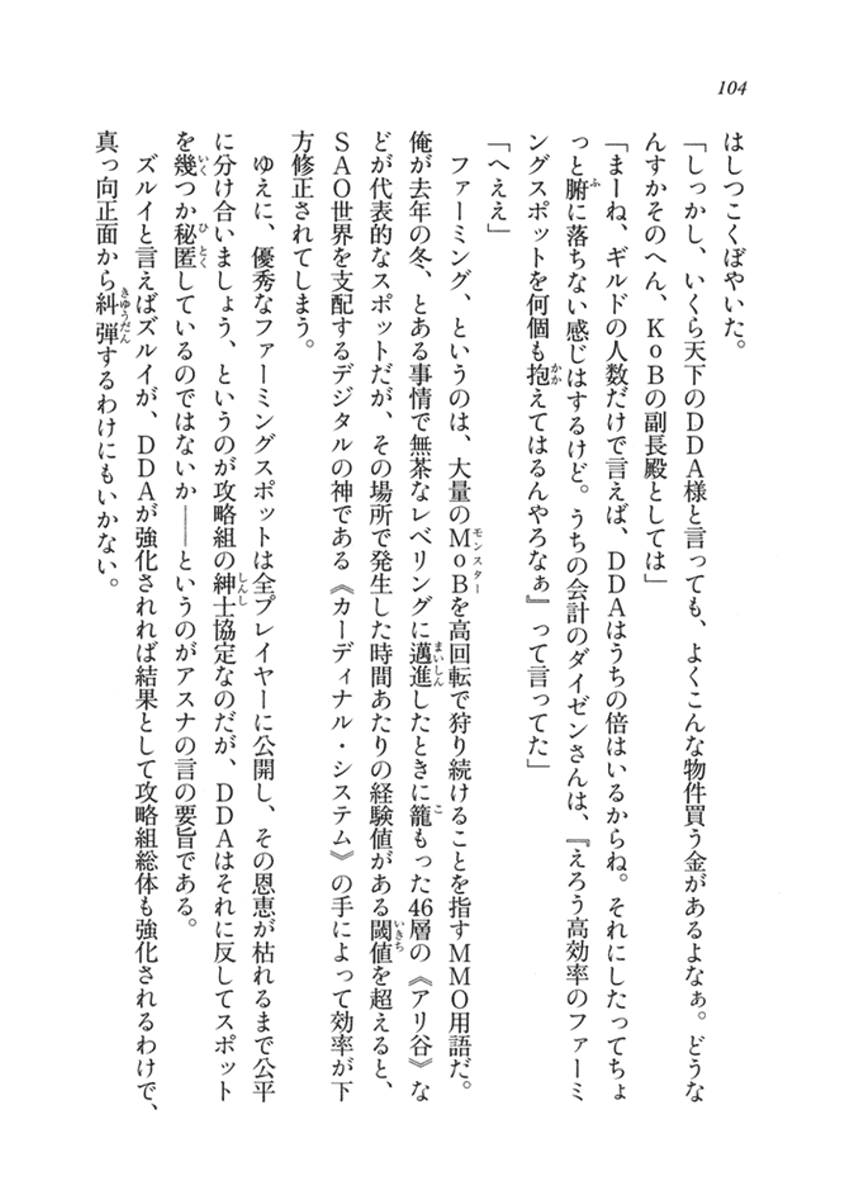 104
はしつこくぼやいた。
「しっかし、いくら天下のＤＤＡ様と言っても、よくこんな物件買う金があるよなぁ。どうな
んすかそのへん、ＫｏＢの副長殿としては」
「まーね、ギルドの人数だけで言えば、ＤＤＡはうちの倍はいるからね。それにしたってちょ
っと腑に落ちない感じはするけど。うちの会計のダイゼンさんは、『えろう高効率のファーミ
ングスポットを何個も抱えてはるんやろなぁ』って言ってた」
「へええ」
ファーミング、というのは、大量のＭｏＢを高回転で狩り続けることを指すＭＭＯ用語だ。
俺が去年の冬、とある事情で無茶なレベリングに邁進したときに籠もった46層の《アリ谷》な
どが代表的なスポットだが、その場所で発生した時間あたりの経験値がある閾値を超えると、
ＳＡＯ世界を支配するデジタルの神である《カーディナル・システム》の手によって効率が下
方修正されてしまう。
ゆえに、優秀なファーミングスポットは全プレイヤーに公開し、その恩恵が枯れるまで公平
に分け合いましょう、というのが攻略組の紳士協定なのだが、ＤＤＡはそれに反してスポット
を幾つか秘匿しているのではないか――というのがアスナの言の要旨である。
ズルイと言えばズルイが、ＤＤＡが強化されれば結果として攻略組総体も強化されるわけで、
真っ向正面から糾弾するわけにもいかない。